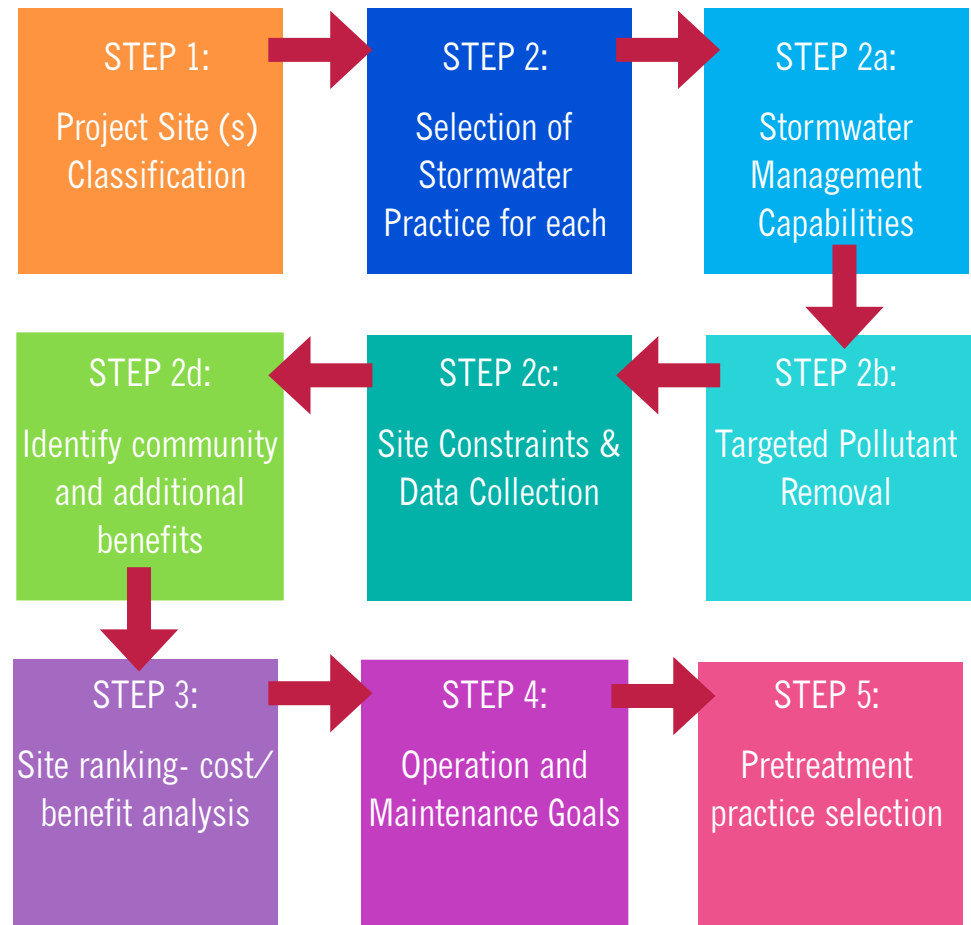 STEP 1:
Project Site (s)
Classification
STEP 2:
Selection of
Stormwater
Practice for each
STEP 2a:
Stormwater
Management
Capabilities
STEP 2b:
Targeted Pollutant
Removal
STEP 2c:
Site Constraints &
Data Collection
STEP 2d:
Identify community
and additional
benefits
STEP 3:
Site ranking- cost/
benefit analysis
STEP 4:
Operation and
Maintenance Goals
STEP 5:
Pretreatment
practice selection